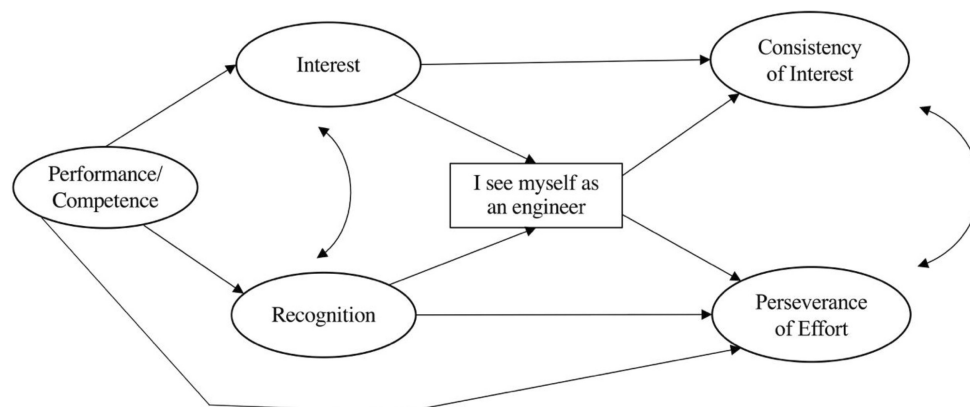 Interest
Consistency
of Interest
Performance/
Competence
I see myself as
an engineer
Recognition
Perseverance
of Effort